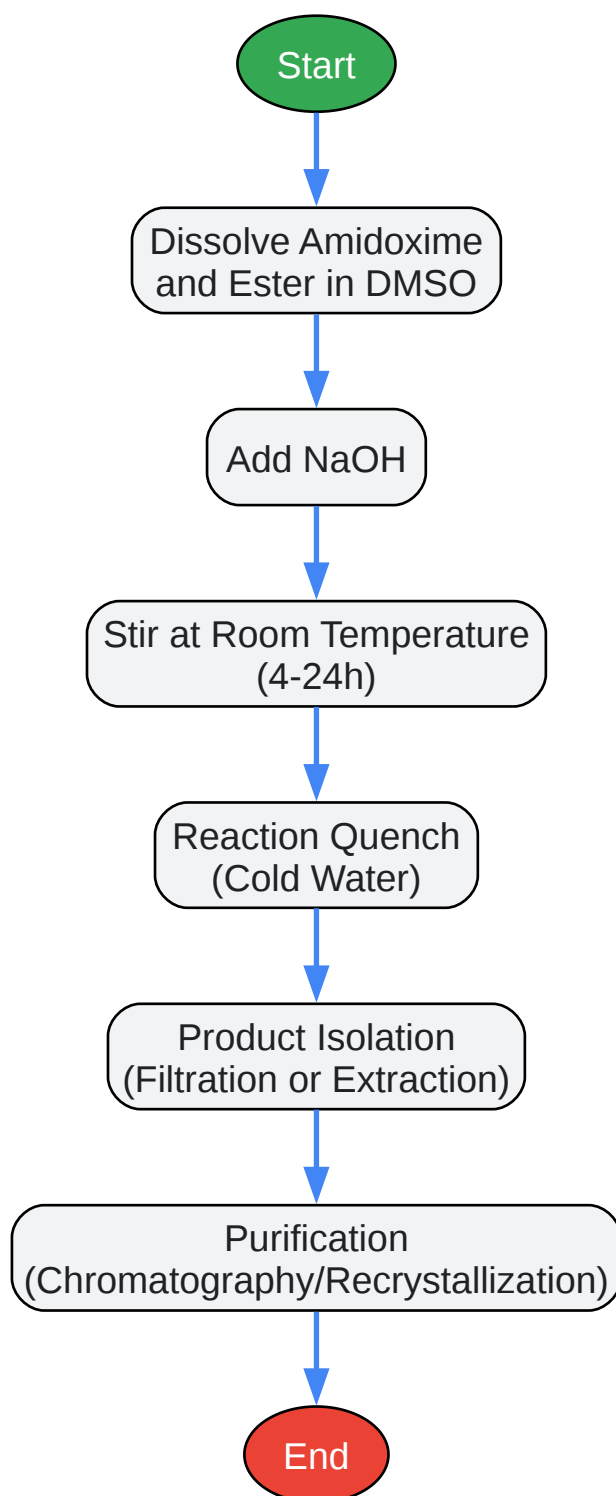 Start
Dissolve Amidoxime
and Ester in DMSO
Add NaOH
Stir at Room Temperature
(4-24h)
Reaction Quench
(Cold Water)
Product Isolation
(Filtration or Extraction)
Purification
(Chromatography/Recrystallization)
End